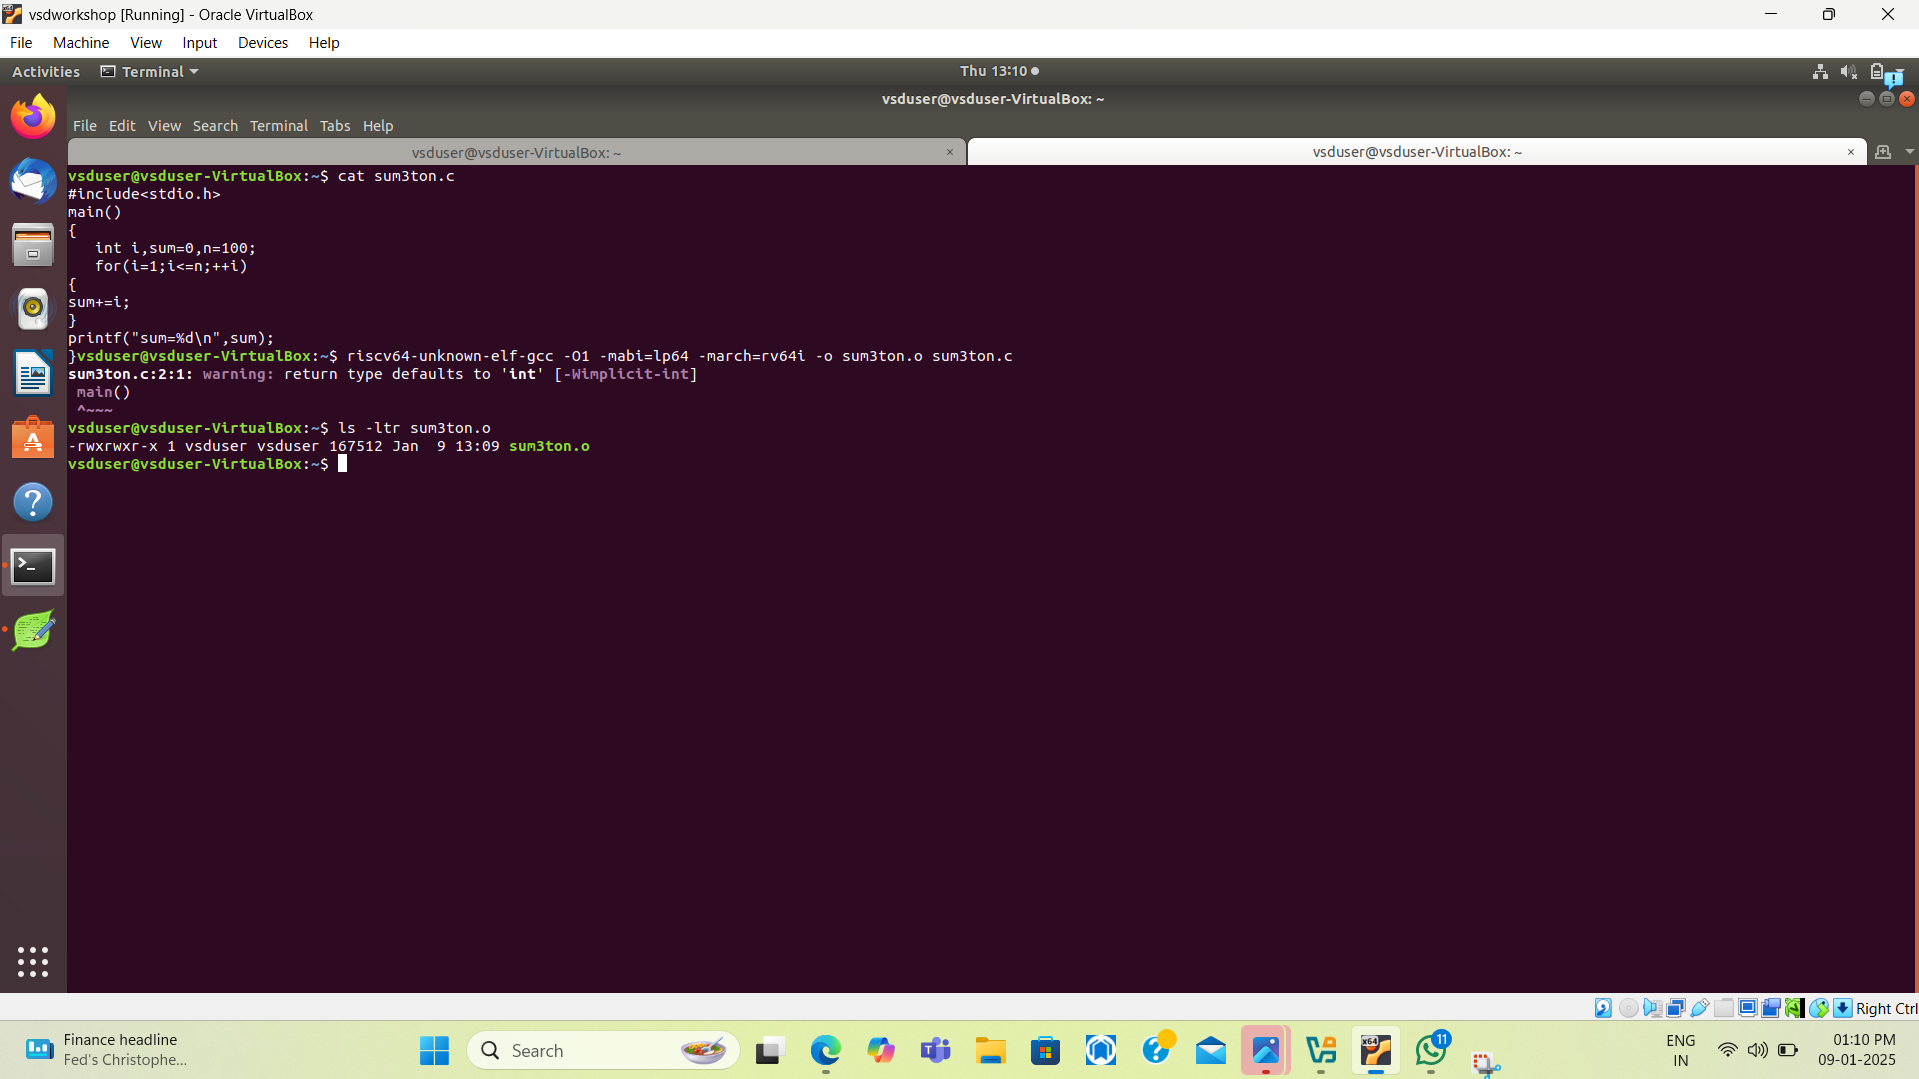 vsdworkshop [Running] - Oracle VirtualBox
File Machine View Input Devices Help
Activities Terminal Thu 13:10
vsduser@vsduser-VirtualBox: ~
File Edit View Search Terminal Tabs Help
vsduser@vsduser-VirtualBox: ~ × vsduser@vsduser-VirtualBox: ~ ×
vsduser@vsduser-VirtualBox:~$ cat sum3ton.c
#include<stdio.h>
main()
{
   int i,sum=0,n=100;
   for(i=1;i<=n;++i)
{
sum+=i;
}
printf("sum=%d\n",sum);
}vsduser@vsduser-VirtualBox:~$ riscv64-unknown-elf-gcc -O1 -mabi=lp64 -march=rv64i -o sum3ton.o sum3ton.c
sum3ton.c:2:1: warning: return type defaults to 'int' [-Wimplicit-int]
 main()
 ^~~~
vsduser@vsduser-VirtualBox:~$ ls -ltr sum3ton.o
-rwxrwxr-x 1 vsduser vsduser 167512 Jan  9 13:09 sum3ton.o
vsduser@vsduser-VirtualBox:~$
Right Ctrl
Finance headline
Fed's Christophe...
Search
11
ENG
IN
01:10 PM
09-01-2025